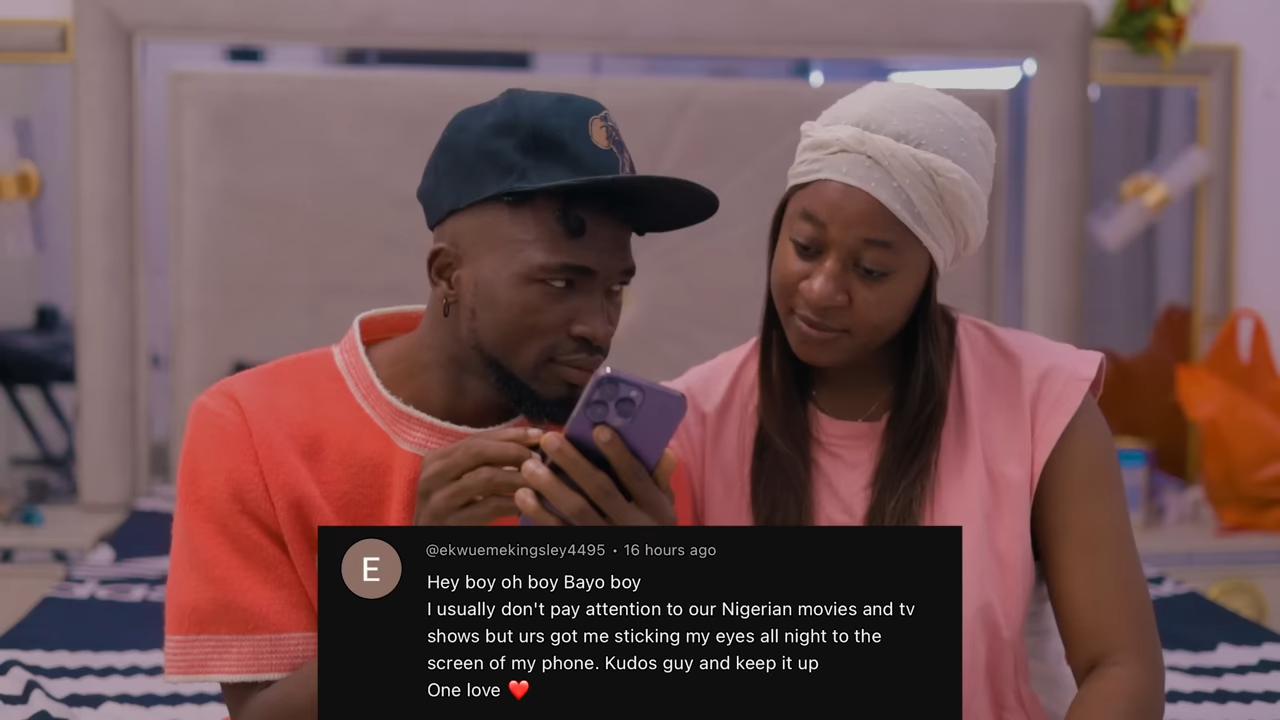 E
@ekwuemekingsley4495 • 16 hours ago
Hey boy oh boy Bayo boy
I usually don't pay attention to our Nigerian movies and tv
shows but urs got me sticking my eyes all night to the
screen of my phone. Kudos guy and keep it up
One love ❤️